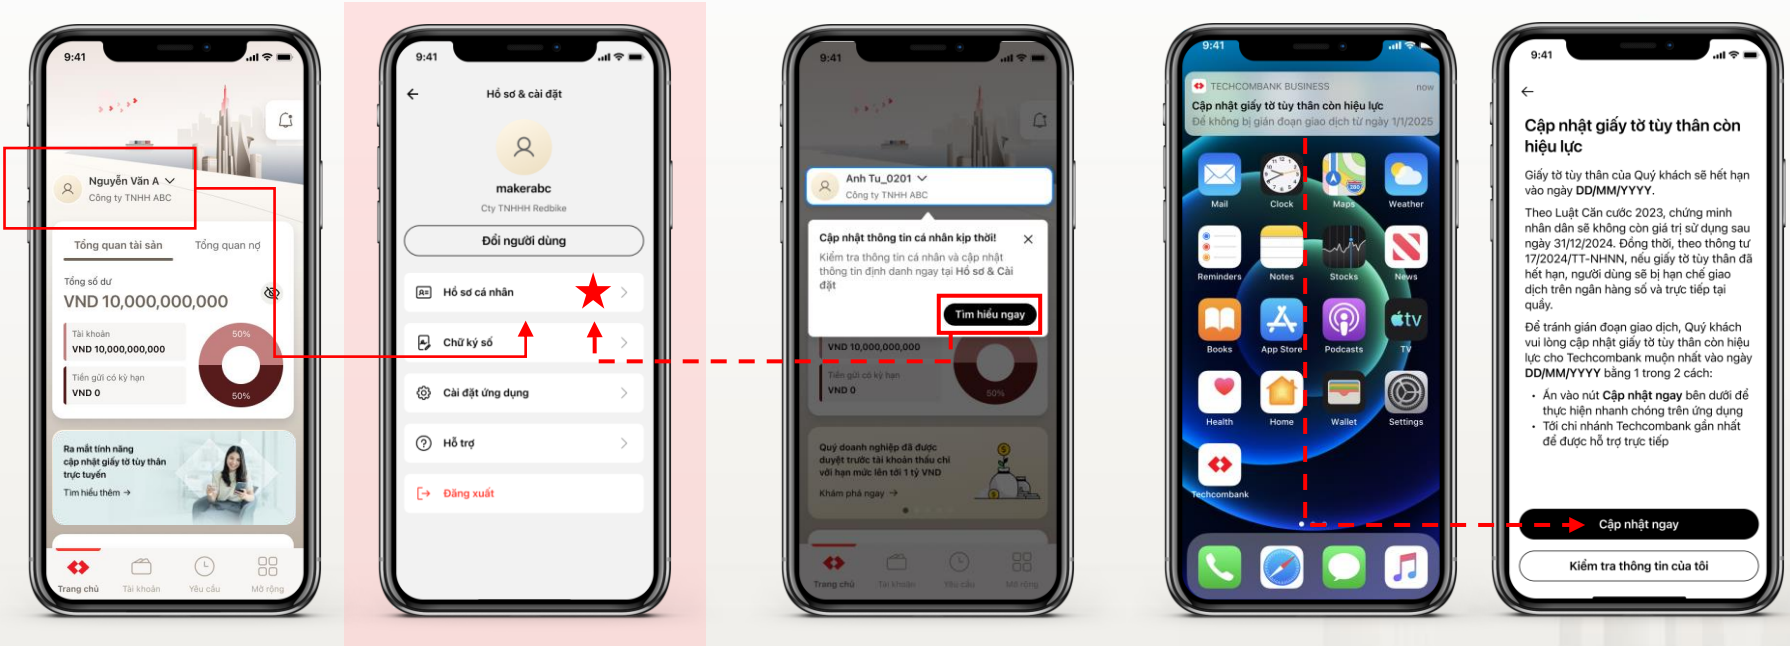 9:41
Nguyễn Văn A
Công ty TNHH ABC
Tổng quan tài sản
Tổng quan nợ
Tổng số dư
VND 10,000,000,000
Tài khoản
VND 10,000,000,000
Tiền gửi có kỳ hạn
VND 0
50%
50%
Ra mắt tính năng
cập nhật giấy tờ tùy thân
trực tuyến
Tìm hiểu thêm →
Trang chủ
Tài khoản
Yêu cầu
Mở rộng
9:41
Hồ sơ & cài đặt
makerabc
Cty TNHHH Redbike
Đổi người dùng
Hồ sơ cá nhân
Chữ ký số
Cài đặt ứng dụng
Hỗ trợ
Đăng xuất
9:41
Anh Tu_0201
Công ty TNHH ABC
Cập nhật thông tin cá nhân kịp thời!
Kiểm tra thông tin cá nhân và cập nhật
thông tin định danh ngay tại Hồ sơ & Cài
đặt
Tìm hiểu ngay
VND 10,000,000,000
Tiền gửi có kỳ hạn
VND 0
50%
Quý doanh nghiệp đã được
duyệt trước tài khoản thấu chi
với hạn mức lên tới 1 tỷ VND
Khám phá ngay →
Trang chủ
Tài khoản
Yêu cầu
Mở rộng
9:41
TECHCOMBANK BUSINESS
now
Cập nhật giấy tờ tùy thân còn hiệu lực
Để không bị gián đoạn giao dịch từ ngày 1/1/2025
Mail
Clock
Maps
Weather
Reminders
Notes
Stocks
News
Books
App Store
Podcasts
TV
tv
280
Health
Home
Wallet
Settings
Techcombank
9:41
Cập nhật giấy tờ tùy thân còn
hiệu lực
Giấy tờ tùy thân của Quý khách sẽ hết hạn
vào ngày DD/MM/YYYY.
Theo Luật Căn cước 2023, chứng minh
nhân dân sẽ không còn giá trị sử dụng sau
ngày 31/12/2024. Đồng thời, theo thông tư
17/2024/TT-NHNN, nếu giấy tờ tùy thân đã
hết hạn, người dùng sẽ bị hạn chế giao
dịch trên ngân hàng số và trực tiếp tại
quầy.
Để tránh gián đoạn giao dịch, Quý khách
vui lòng cập nhật giấy tờ tùy thân còn hiệu
lực cho Techcombank muộn nhất vào ngày
DD/MM/YYYY bằng 1 trong 2 cách:
• Ấn vào nút Cập nhật ngay bên dưới để
thực hiện nhanh chóng trên ứng dụng
• Tới chi nhánh Techcombank gần nhất
để được hỗ trợ trực tiếp
Cập nhật ngay
Kiểm tra thông tin của tôi